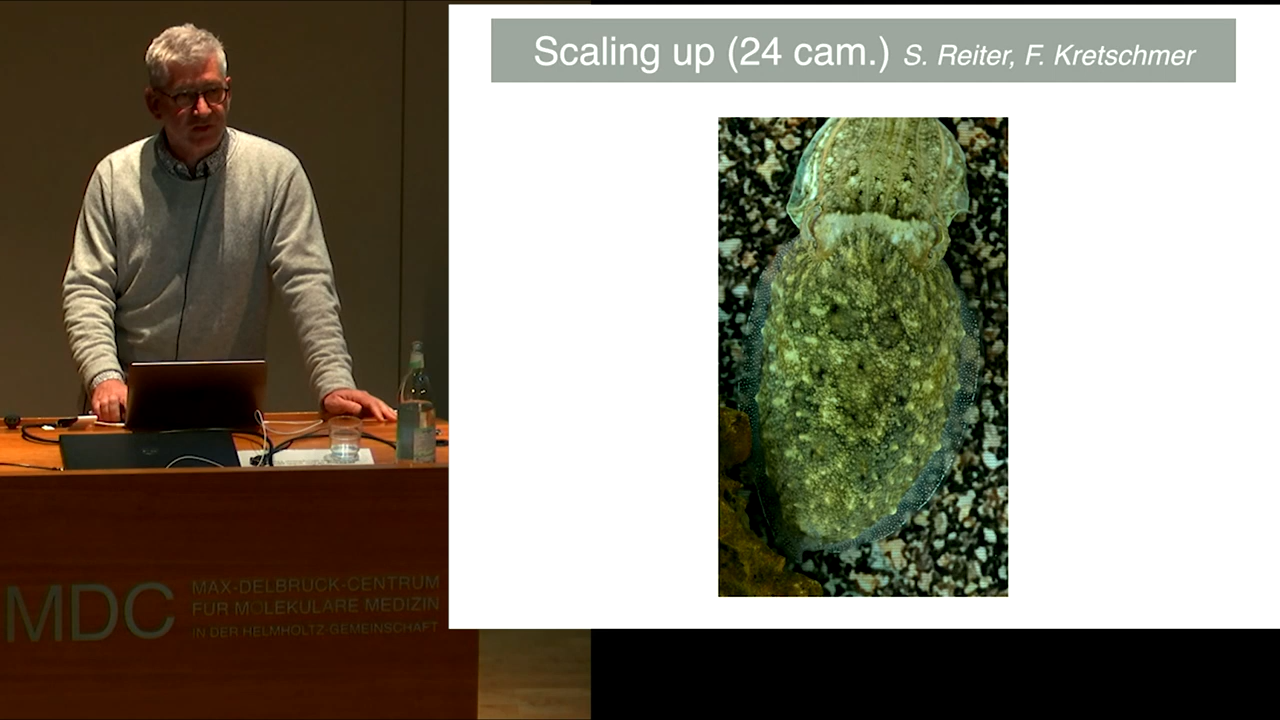 Scaling up (24 cam.) S. Reiter, F. Kretschmer
MDC
MAX-DELBRÜCK-CENTRUM
FÜR MOLEKULARE MEDIZIN
IN DER HELMHOLTZ-GEMEINSCHAFT